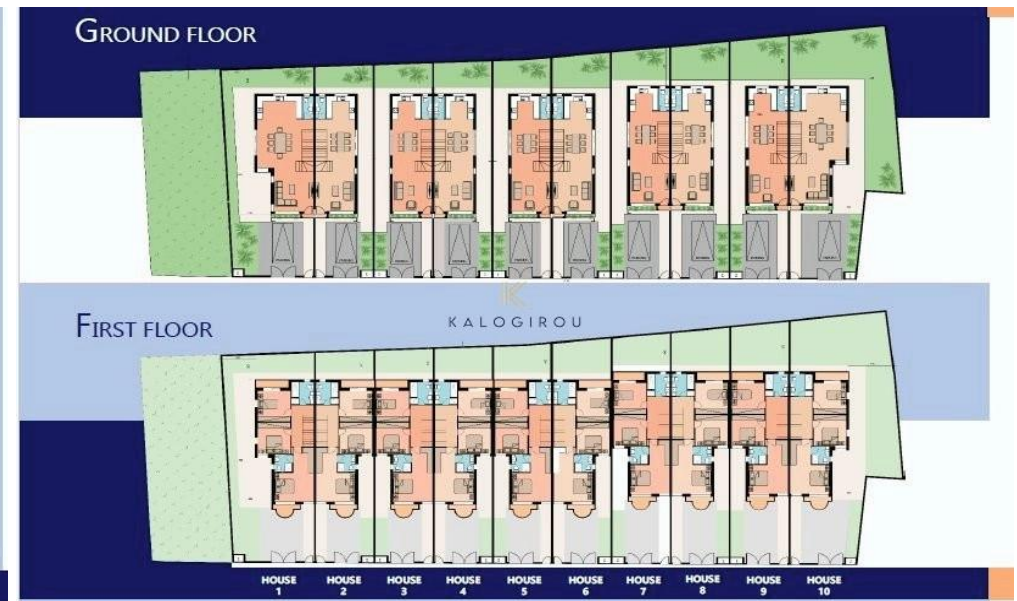 GROUND FLOOR
KALOGIROU
FIRST FLOOR
HOUSE 1
HOUSE 2
HOUSE 3
HOUSE 4
HOUSE 5
HOUSE 6
HOUSE 7
HOUSE 8
HOUSE 9
HOUSE 10